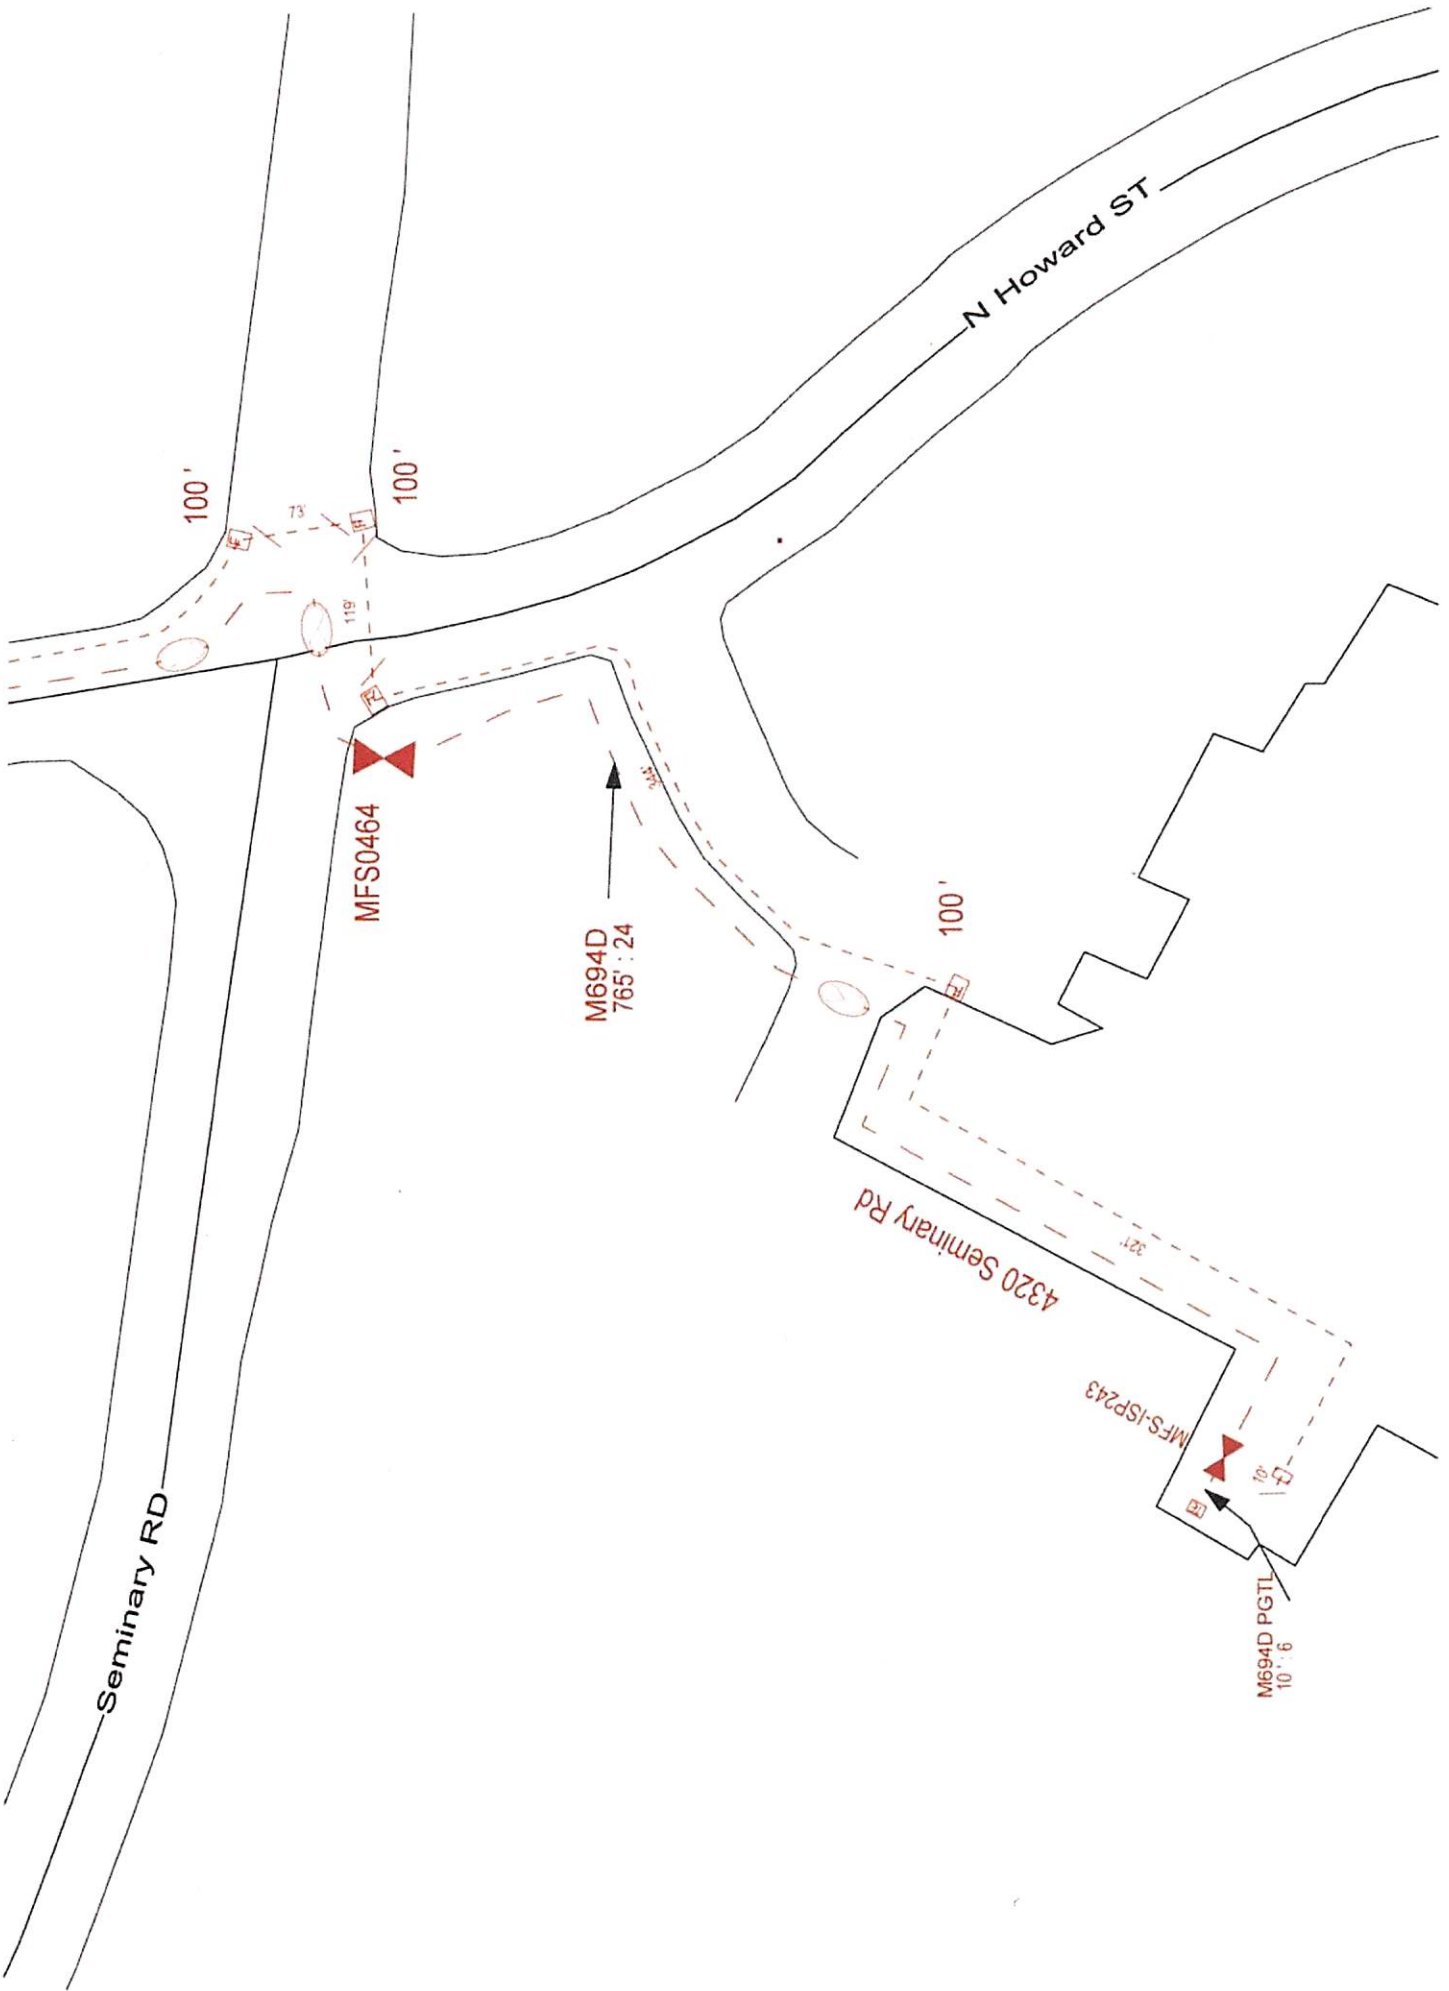 100'
100'
73'
119'
N Howard ST
MFS0464
344'
M694D
765' : 24
100'
4320 Seminary Rd
321'
MFS-ISP243
10'
M694D PGTL
10' : 6
Seminary RD